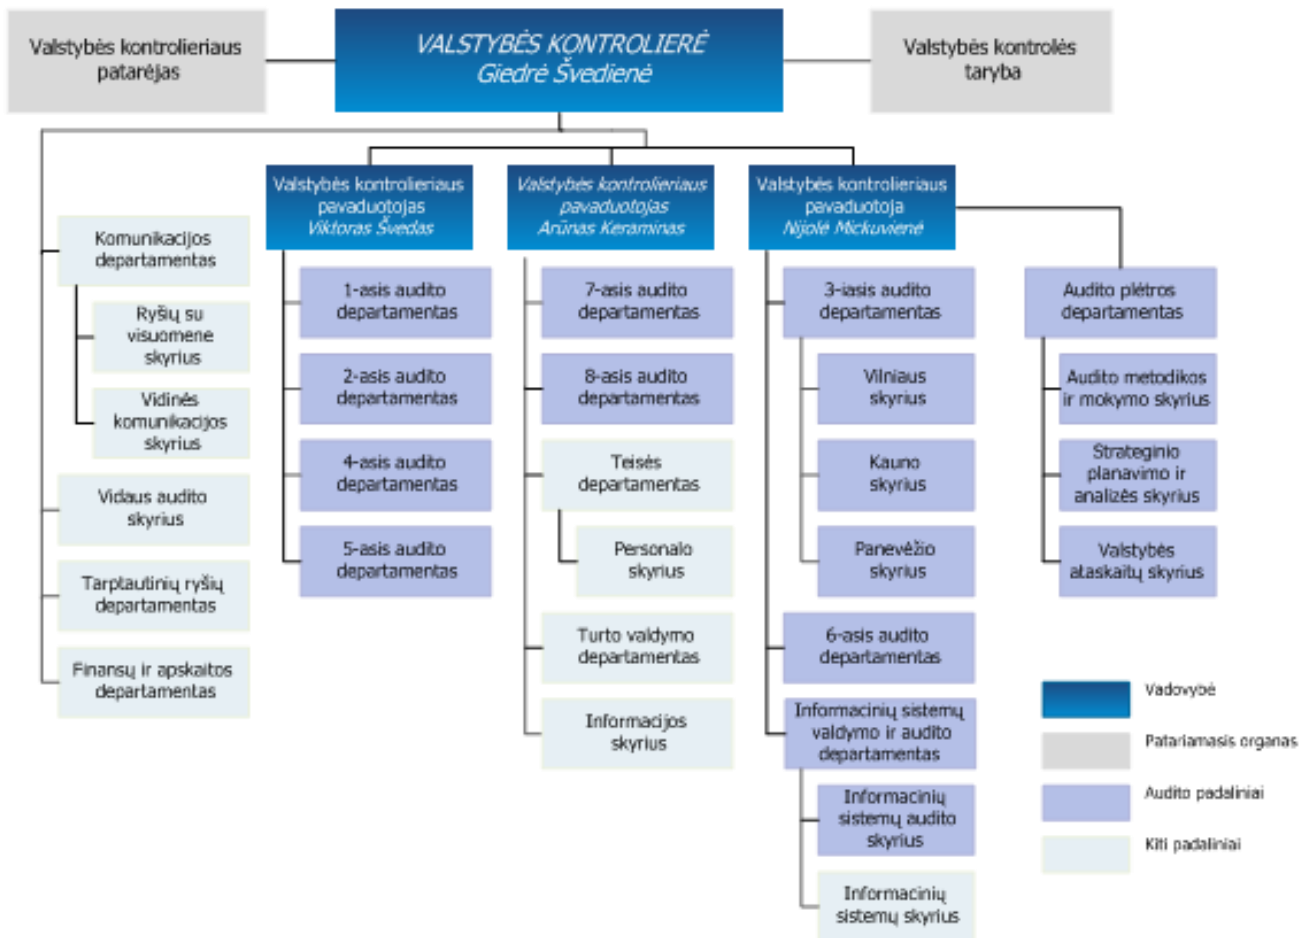 Valstybės kontrolieriaus
patarėjas
VALSTYBĖS KONTROLIERĖ
Giedrė Švedienė
Valstybės kontrolės
taryba
Valstybės kontrolieriaus
pavaduotojas
Viktoras Švedas
Valstybės kontrolieriaus
pavaduotojas
Arūnas Keraminas
Valstybės kontrolieriaus
pavaduotoja
Nijolė Mickuvienė
Komunikacijos
departamentas
Ryšių su
visuomene
skyrius
Vidinės
komunikacijos
skyrius
Vidaus audito
skyrius
Tarptautinių ryšių
departamentas
Finansų ir apskaitos
departamentas
1-asis audito
departamentas
2-asis audito
departamentas
4-asis audito
departamentas
5-asis audito
departamentas
7-asis audito
departamentas
8-asis audito
departamentas
Teisės
departamentas
Personalo
skyrius
Turto valdymo
departamentas
Informacijos
skyrius
3-iasis audito
departamentas
Vilniaus
skyrius
Kauno
skyrius
Panevėžio
skyrius
6-asis audito
departamentas
Informacinių sistemų
valdymo ir audito
departamentas
Informacinių
sistemų audito
skyrius
Informacinių
sistemų skyrius
Audito plėtros
departamentas
Audito metodikos
ir mokymo skyrius
Strateginio
planavimo ir
analizės skyrius
Valstybės
ataskaitų skyrius
Vadovybė
Patariamasis organas
Audito padaliniai
Kiti padaliniai